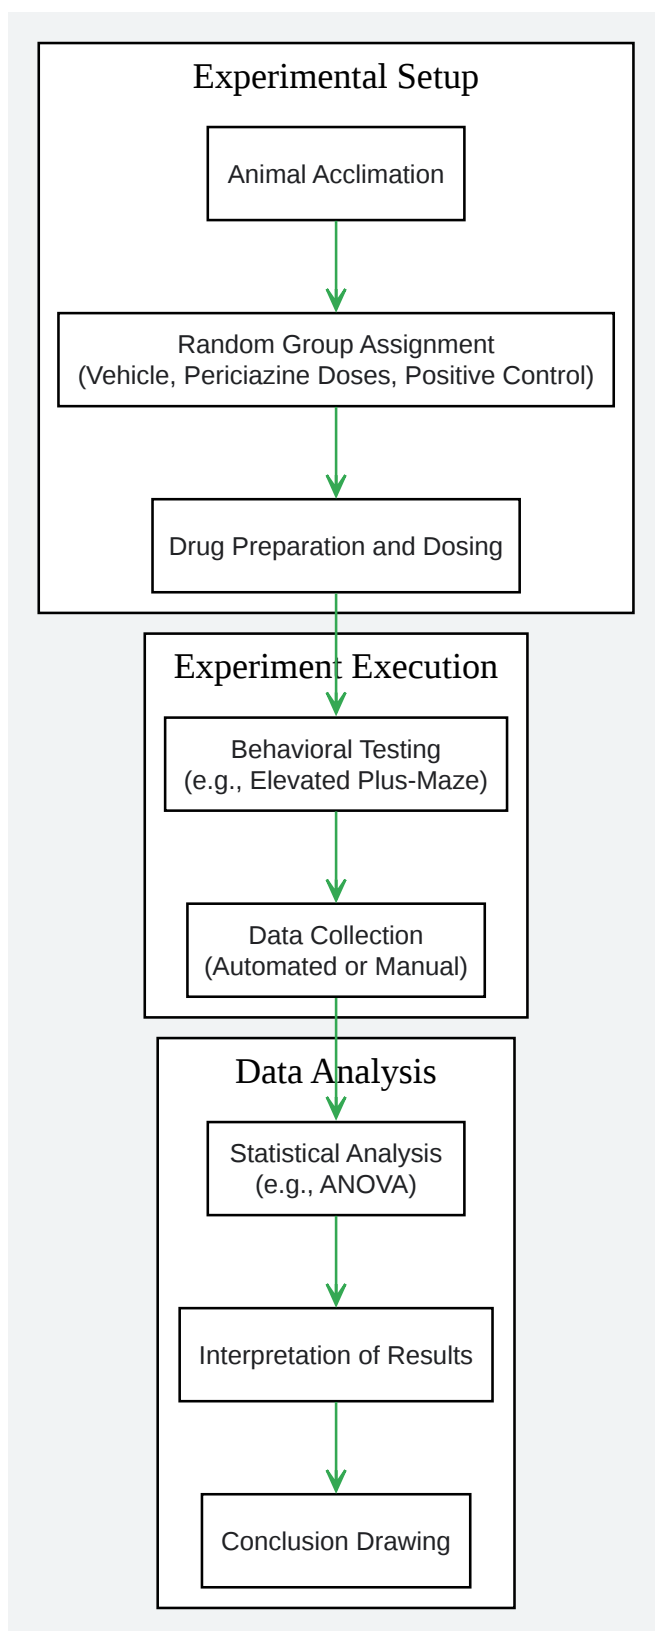 Experimental Setup
Animal Acclimation
Random Group Assignment
(Vehicle, Periciazine Doses, Positive Control)
Drug Preparation and Dosing
Experiment Execution
Behavioral Testing
(e.g., Elevated Plus-Maze)
Data Collection
(Automated or Manual)
Data Analysis
Statistical Analysis
(e.g., ANOVA)
Interpretation of Results
Conclusion Drawing